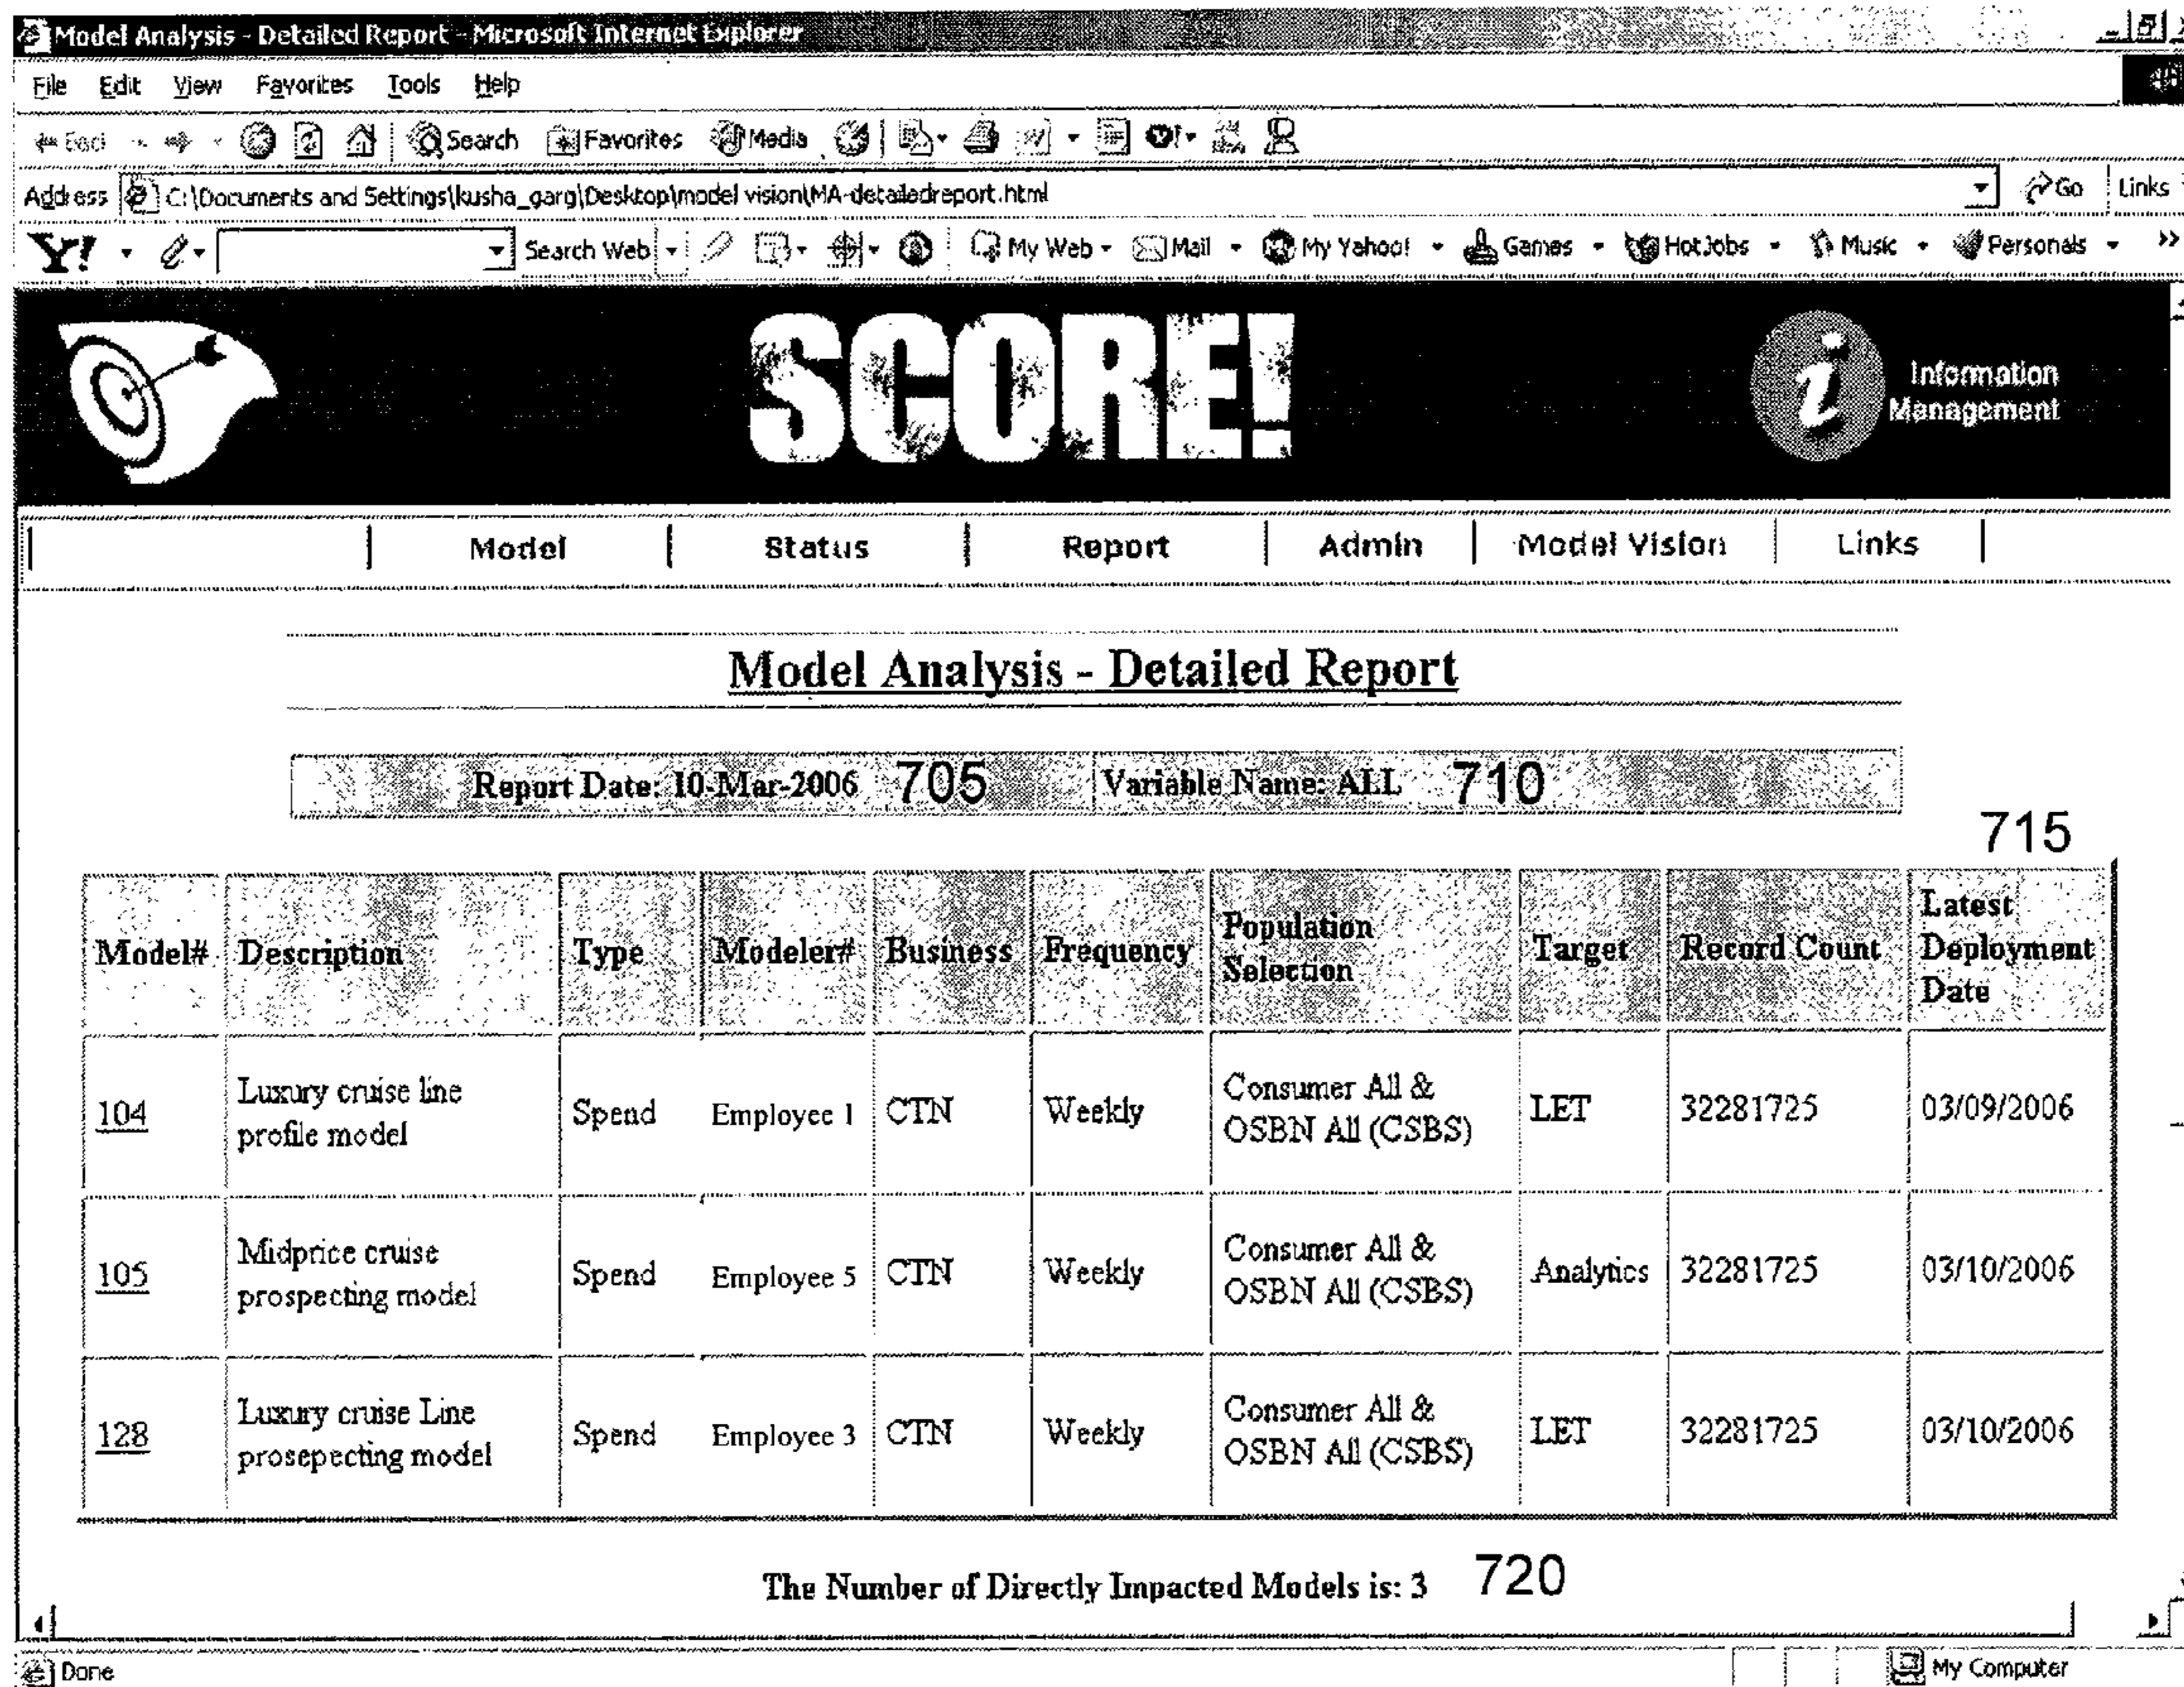 Model Analysis - Detailed Report - Microsoft Internet Explorer
File Edit View Favorites Tools Help
Search Favorites Media
Address C:\Documents and Settings\kusha_garg\Desktop\model vision\MA-detailedreport.html Go Links
Y! Search Web My Web Mail My Yahoo! Games HotJobs Music Personals »
SCORE!
i Information
Management
Model Status Report Admin Model Vision Links
Model Analysis - Detailed Report
Report Date: 10-Mar-2006 705 Variable Name: ALL 710
715
Model# Description Type Modeler# Business Frequency Population Selection Target Record Count Latest Deployment Date
104 Luxury cruise line profile model Spend Employee 1 CTN Weekly Consumer All & OSBN All (CSBS) LET 32281725 03/09/2006
105 Midprice cruise prospecting model Spend Employee 5 CTN Weekly Consumer All & OSBN All (CSBS) Analytics 32281725 03/10/2006
128 Luxury cruise Line prosepecting model Spend Employee 3 CTN Weekly Consumer All & OSBN All (CSBS) LET 32281725 03/10/2006
The Number of Directly Impacted Models is: 3 720
Done My Computer